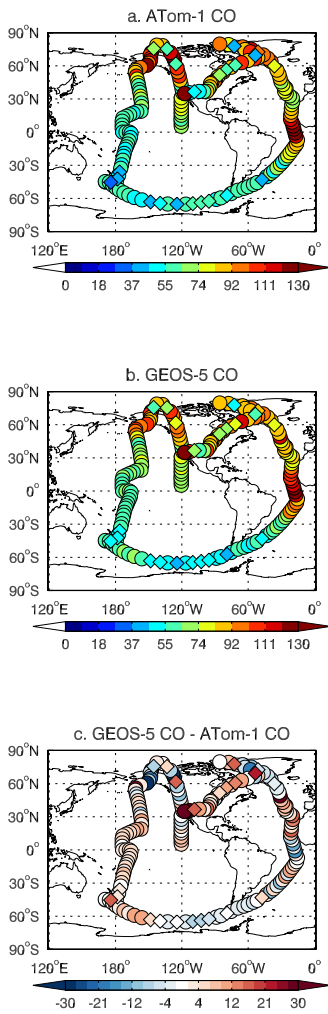 a. ATom-1 CO
90°N
60°N
30°N
0°
30°S
60°S
90°S
120°E 180° 120°W 60°W 0°
0 18 37 55 74 92 111 130
b. GEOS-5 CO
90°N
60°N
30°N
0°
30°S
60°S
90°S
120°E 180° 120°W 60°W 0°
0 18 37 55 74 92 111 130
c. GEOS-5 CO - ATom-1 CO
90°N
60°N
30°N
0°
30°S
60°S
90°S
120°E 180° 120°W 60°W 0°
-30 -21 -12 -4 4 12 21 30